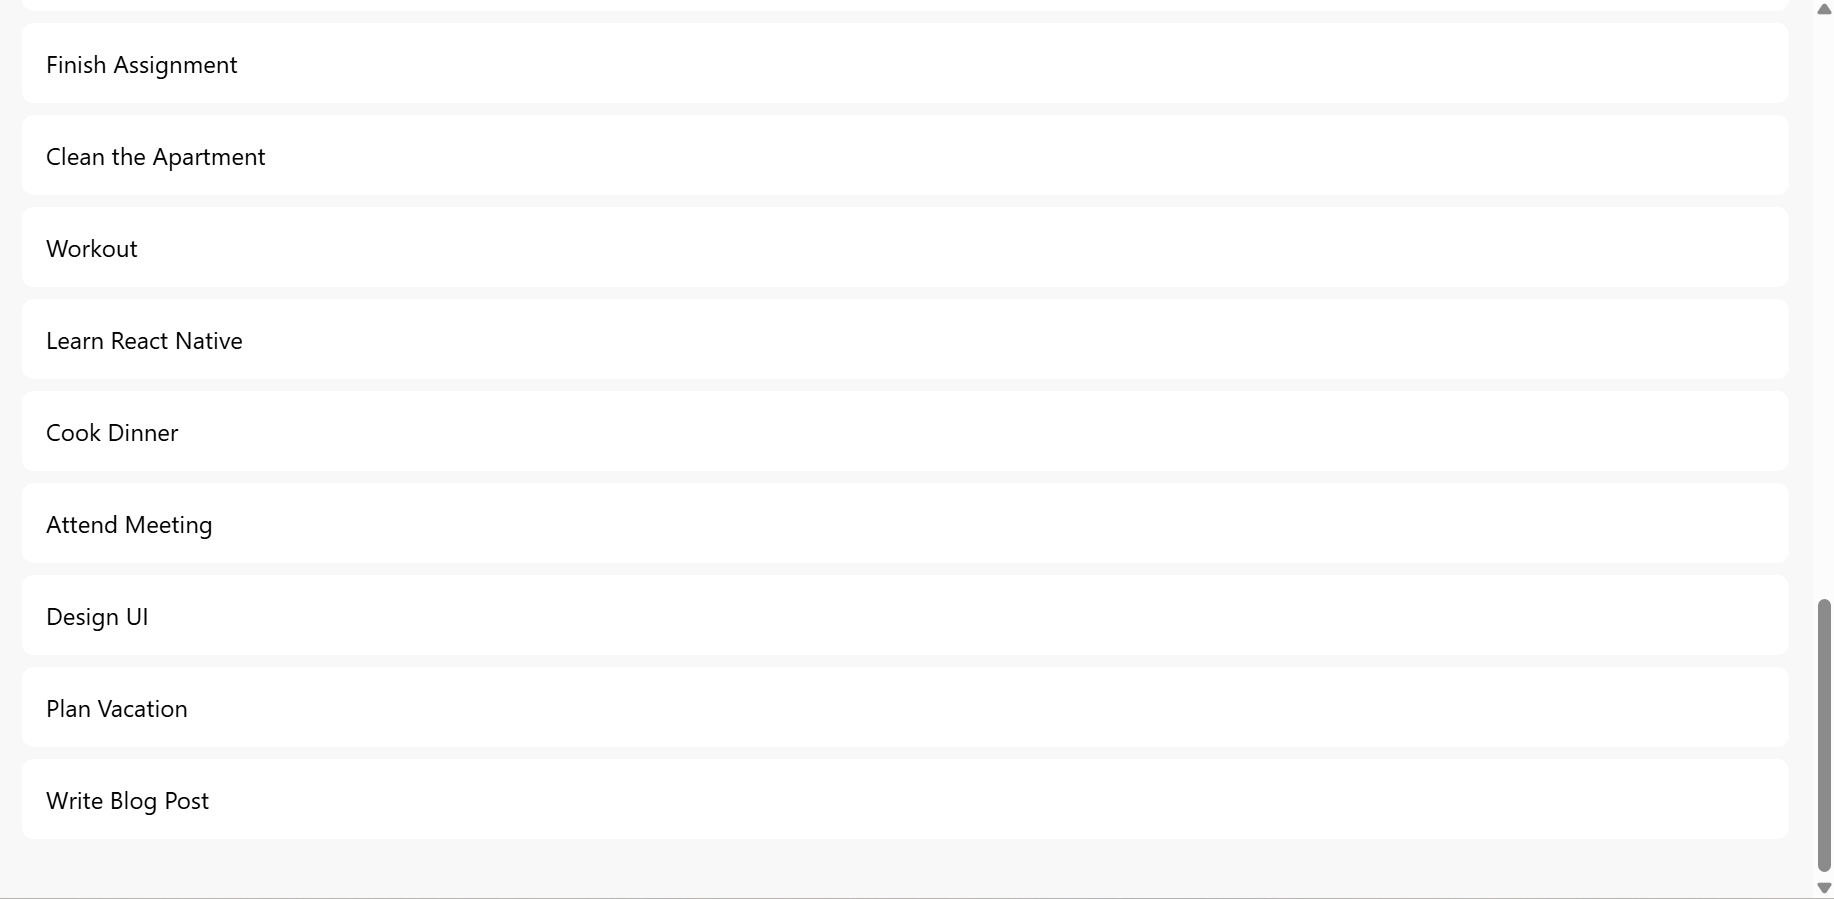 Finish Assignment
Clean the Apartment
Workout
Learn React Native
Cook Dinner
Attend Meeting
Design UI
Plan Vacation
Write Blog Post